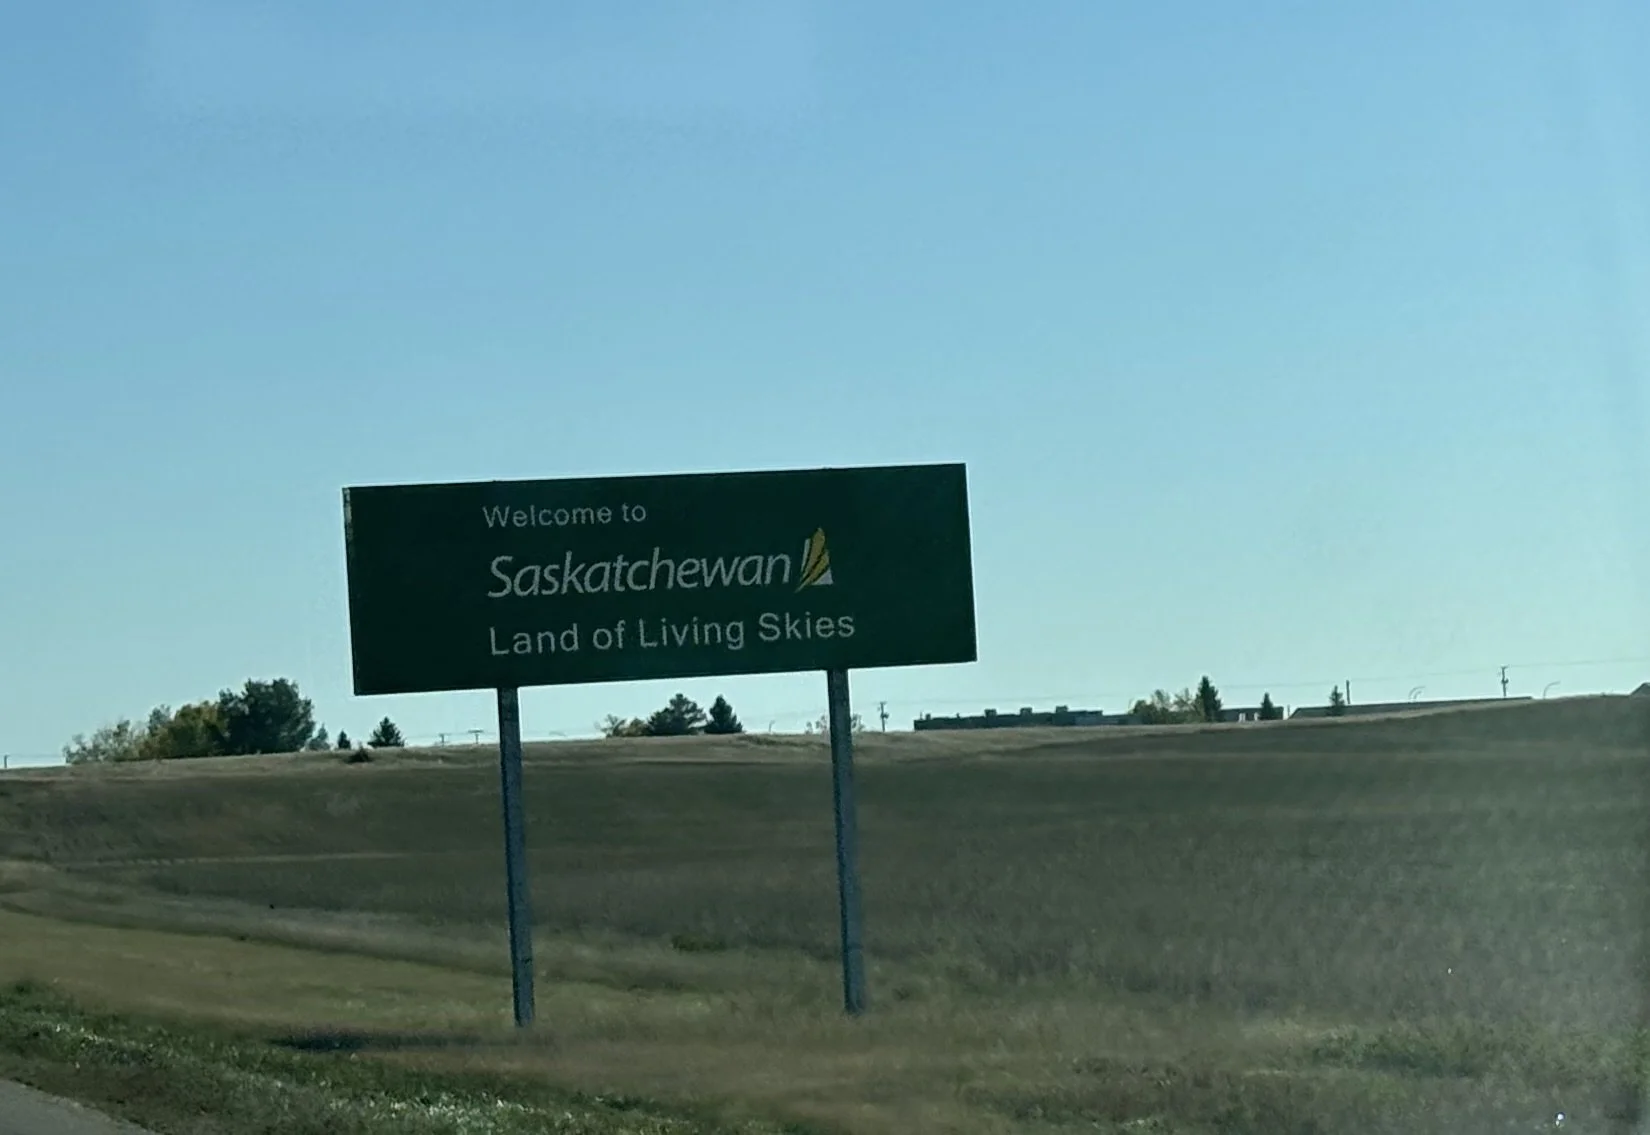 Welcome to
Saskatchewan
Land of Living Skies